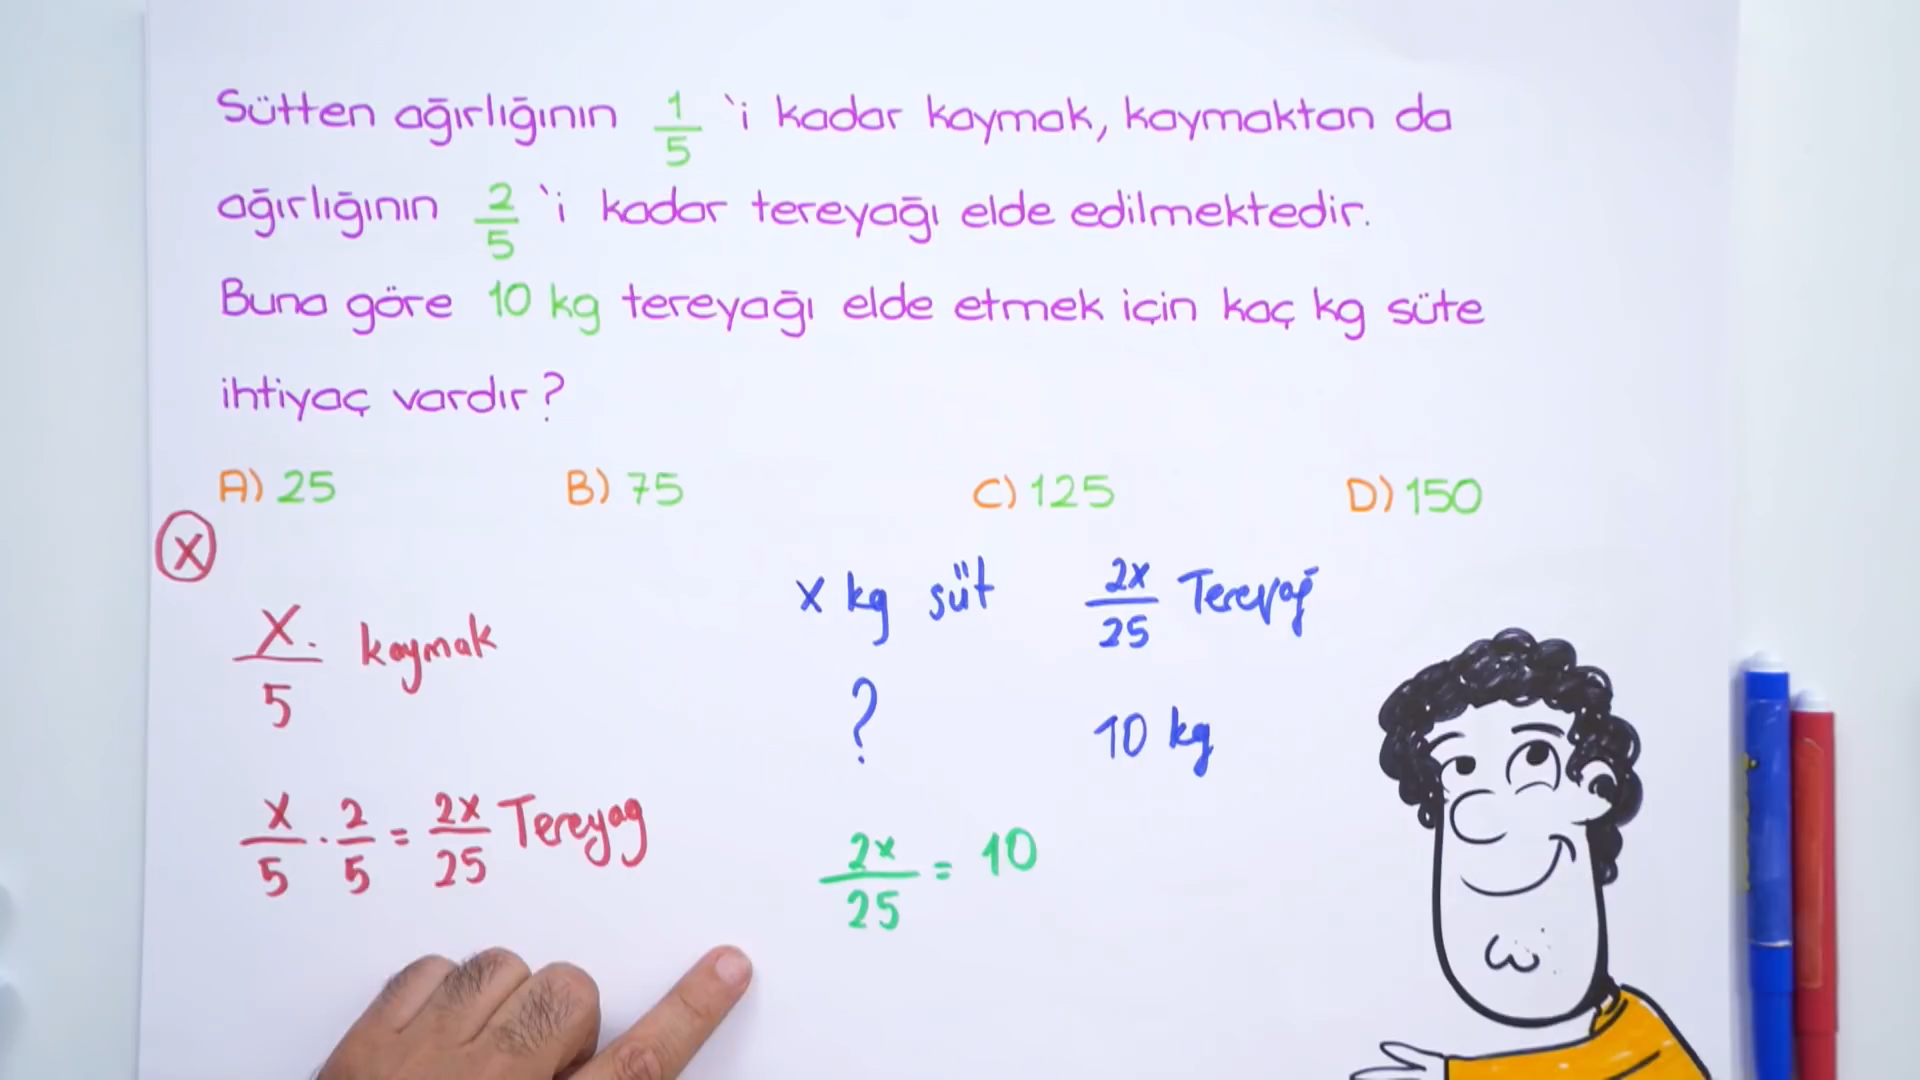 Sütten ağırlığının 1/5 `i kadar kaymak, kaymaktan da
ağırlığının 2/5 `i kadar tereyağı elde edilmektedir.
Buna göre 10 kg tereyağı elde etmek için kaç kg süte
ihtiyaç vardır?
A) 25 B) 75 C) 125 D) 150
x
x/5 kaymak
x/5 · 2/5 = 2x/25 Tereyag
x kg süt 2x/25 Tereyağ
? 10 kg
2x/25 = 10